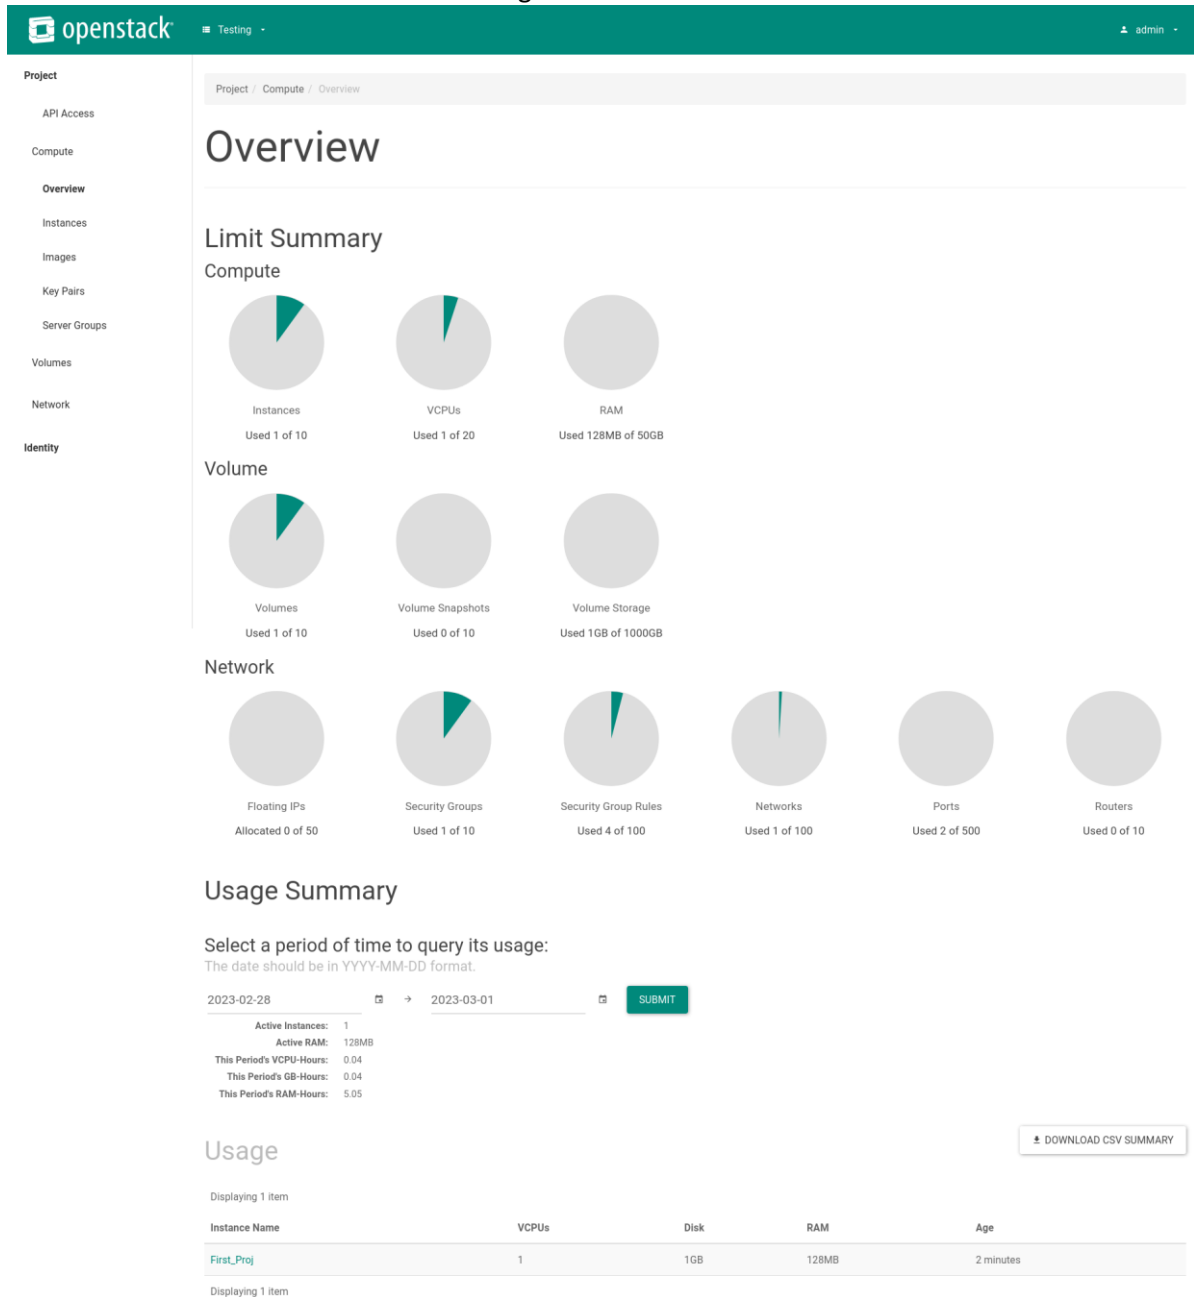 openstack
Testing
admin
Project
API Access
Compute
Overview
Instances
Images
Key Pairs
Server Groups
Volumes
Network
Identity
Project / Compute / Overview
Overview
Limit Summary
Compute
Instances VCPUs RAM
Used 1 of 10 Used 1 of 20 Used 128MB of 50GB
Volume
Volumes Volume Snapshots Volume Storage
Used 1 of 10 Used 0 of 10 Used 1GB of 1000GB
Network
Floating IPs Security Groups Security Group Rules Networks Ports Routers
Allocated 0 of 50 Used 1 of 10 Used 4 of 100 Used 1 of 100 Used 2 of 500 Used 0 of 10
Usage Summary
Select a period of time to query its usage:
The date should be in YYYY-MM-DD format.
2023-02-28 → 2023-03-01 SUBMIT
Active Instances: 1
Active RAM: 128MB
This Period's VCPU-Hours: 0.04
This Period's GB-Hours: 0.04
This Period's RAM-Hours: 5.05
Usage
DOWNLOAD CSV SUMMARY
Displaying 1 item
Instance Name VCPUs Disk RAM Age
First_Proj 1 1GB 128MB 2 minutes
Displaying 1 item